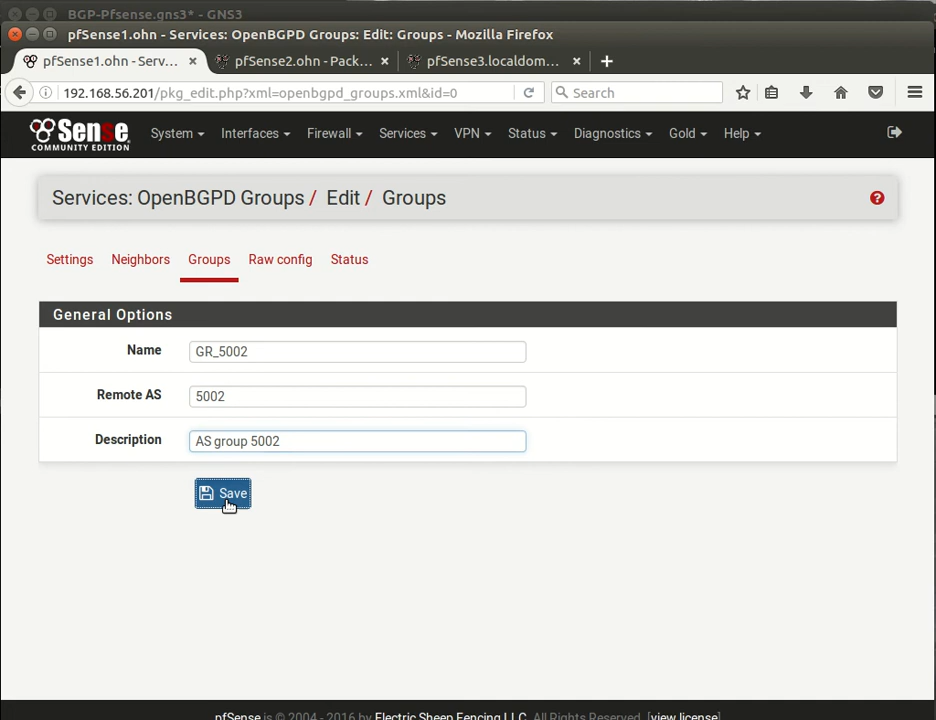 BGP-Pfsense.gns3* - GNS3
pfSense1.ohn - Services: OpenBGPD: Edit: Groups - Mozilla Firefox
pfSense1.ohn - Serv... × pfSense2.ohn - Pack... × pfSense3.localdom... × +
192.168.56.201/pkg_edit.php?xml=openbgpd_groups.xml&id=0 Search
Sense System Interfaces Firewall Services VPN Status Diagnostics Gold Help
COMMUNITY EDITION
Services: OpenBGPD Groups / Edit / Groups ?
Settings Neighbors Groups Raw config Status
General Options
Name GR_5002
Remote AS 5002
Description AS group 5002
Save
pfSense is © 2004 - 2016 by Electric Sheep Fencing LLC. All Rights Reserved. [view license]